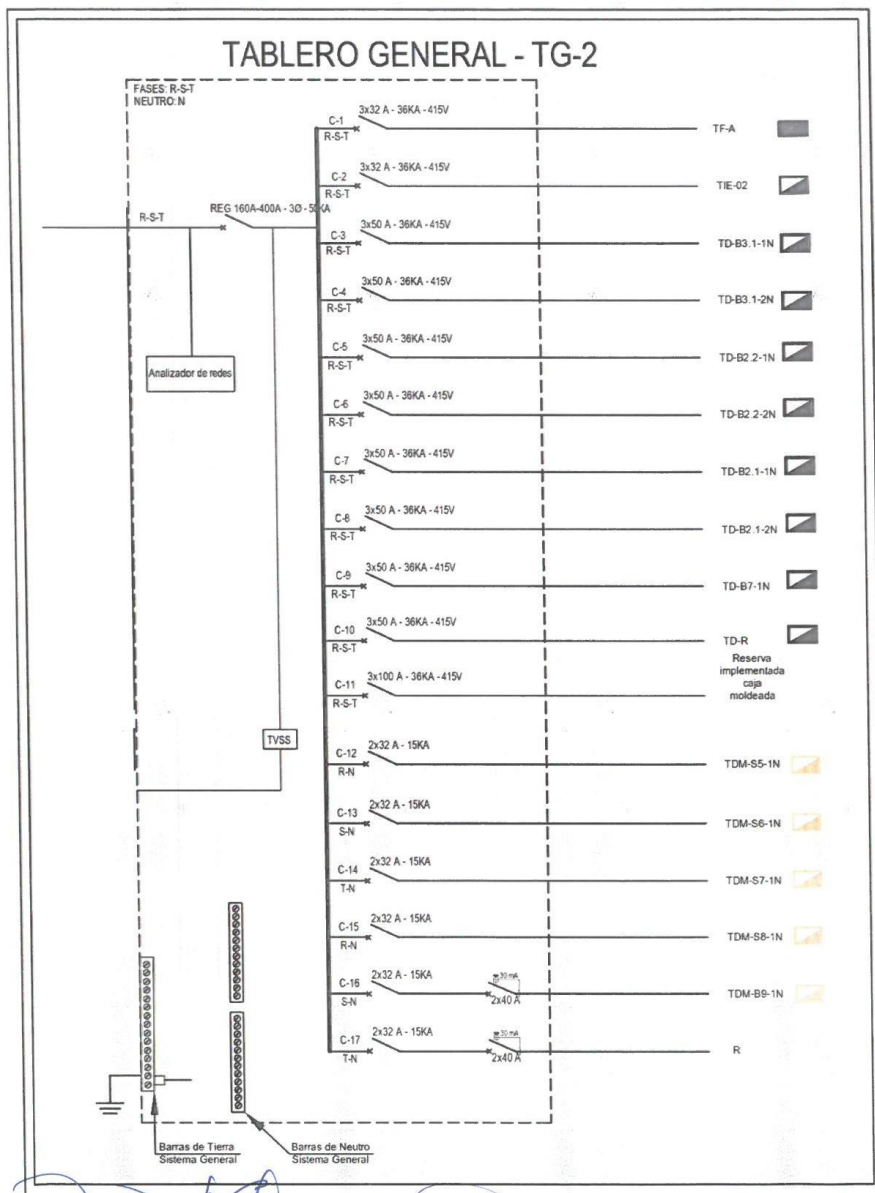 TABLERO GENERAL - TG-2
FASES: R-S-T
NEUTRO: N
R-S-T
REG 160A-400A - 3Ø - 50KA
Analizador de redes
TVSS
C-1
R-S-T
3x32 A - 36KA - 415V
TF-A
C-2
R-S-T
3x32 A - 36KA - 415V
TIE-02
C-3
R-S-T
3x50 A - 36KA - 415V
TD-B3.1-1N
C-4
R-S-T
3x50 A - 36KA - 415V
TD-B3.1-2N
C-5
R-S-T
3x50 A - 36KA - 415V
TD-B2.2-1N
C-6
R-S-T
3x50 A - 36KA - 415V
TD-B2.2-2N
C-7
R-S-T
3x50 A - 36KA - 415V
TD-B2.1-1N
C-8
R-S-T
3x50 A - 36KA - 415V
TD-B2.1-2N
C-9
R-S-T
3x50 A - 36KA - 415V
TD-B7-1N
C-10
R-S-T
3x50 A - 36KA - 415V
TD-R
C-11
R-S-T
3x100 A - 36KA - 415V
Reserva
implementada
caja
moldeada
C-12
R-N
2x32 A - 15KA
TDM-S5-1N
C-13
S-N
2x32 A - 15KA
TDM-S6-1N
C-14
T-N
2x32 A - 15KA
TDM-S7-1N
C-15
R-N
2x32 A - 15KA
TDM-S8-1N
C-16
S-N
2x32 A - 15KA
30 mA
2x40 A
TDM-B9-1N
C-17
T-N
2x32 A - 15KA
30 mA
2x40 A
R
Barras de Tierra
Sistema General
Barras de Neutro
Sistema General